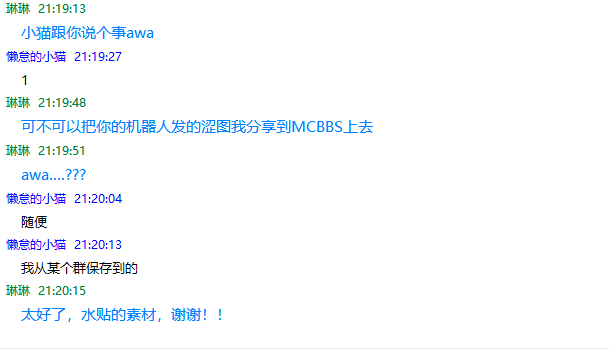 琳琳 21:19:13
小猫跟你说个事awa
懒怠的小猫 21:19:27
1
琳琳 21:19:48
可不可以把你的机器人发的涩图我分享到MCBBS上去
琳琳 21:19:51
awa....???
懒怠的小猫 21:20:04
随便
懒怠的小猫 21:20:13
我从某个群保存到的
琳琳 21:20:15
太好了，水贴的素材，谢谢！！